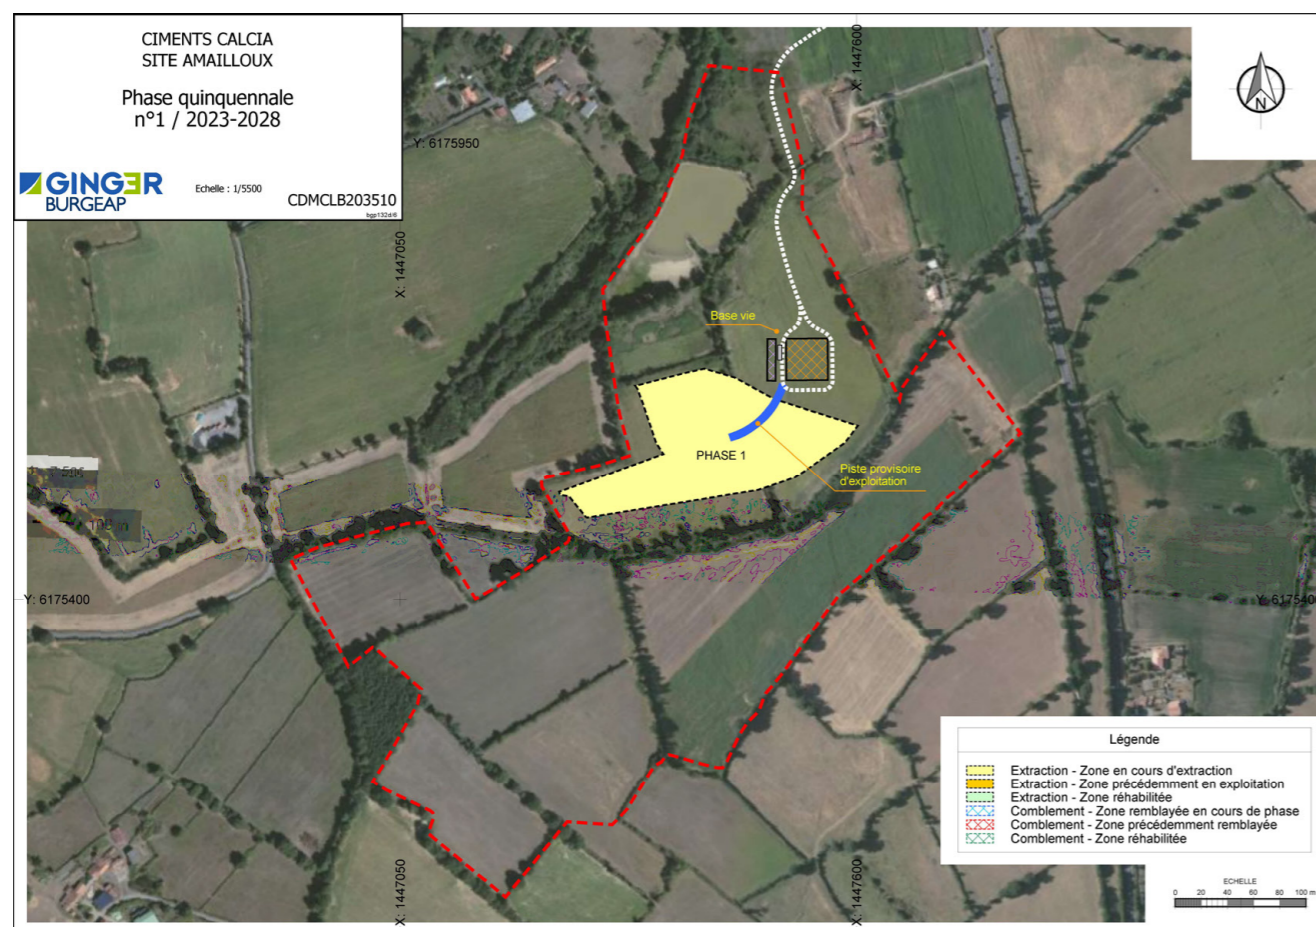 CIMENTS CALCIA
SITE AMAILLOUX
Phase quinquennale
n°1 / 2023-2028
GINGER
BURGEAP
Echelle : 1/5500
CDMCLB203510
bgp132d/6
N
X: 1447600
Y: 6175950
X: 1447050
Base vie
PHASE 1
Piste provisoire
d'exploitation
Y: 6175400
Y: 6175400
X: 1447050
X: 1447600
Légende
Extraction - Zone en cours d'extraction
Extraction - Zone précédemment en exploitation
Extraction - Zone réhabilitée
Comblement - Zone remblayée en cours de phase
Comblement - Zone précédemment remblayée
Comblement - Zone réhabilitée
ECHELLE
0 20 40 60 80 100 m